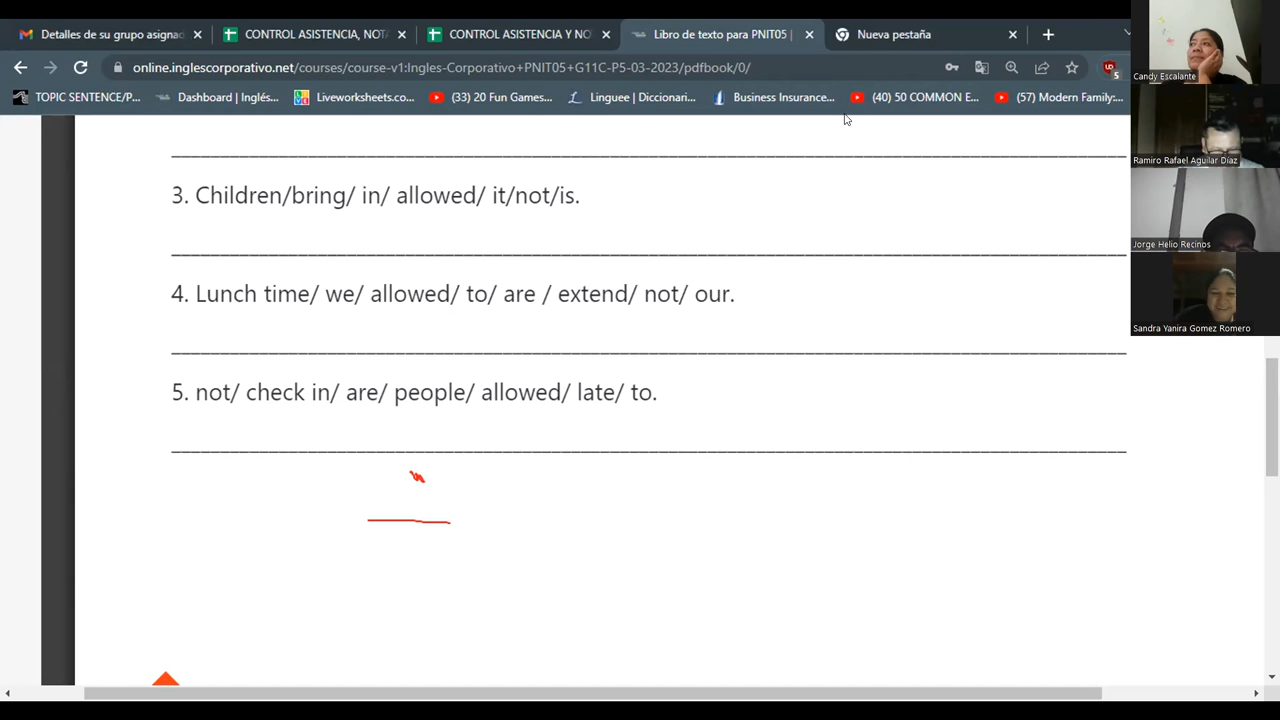 Detalles de su grupo asignac
CONTROL ASISTENCIA, NOTA
CONTROL ASISTENCIA Y NO
Libro de texto para PNIT05 |
Nueva pestaña
online.inglescorporativo.net/courses/course-v1:Ingles-Corporativo+PNIT05+G11C-P5-03-2023/pdfbook/0/
5
TOPIC SENTENCE/P...
Dashboard | Inglés...
Liveworksheets.co...
(33) 20 Fun Games...
Linguee | Diccionari...
Business Insurance...
(40) 50 COMMON E...
(57) Modern Family:...
Candy Escalante
Ramiro Rafael Aguilar Díaz
Jorge Helio Recinos
Sandra Yanira Gomez Romero
3. Children/bring/ in/ allowed/ it/not/is.
4. Lunch time/ we/ allowed/ to/ are / extend/ not/ our.
5. not/ check in/ are/ people/ allowed/ late/ to.